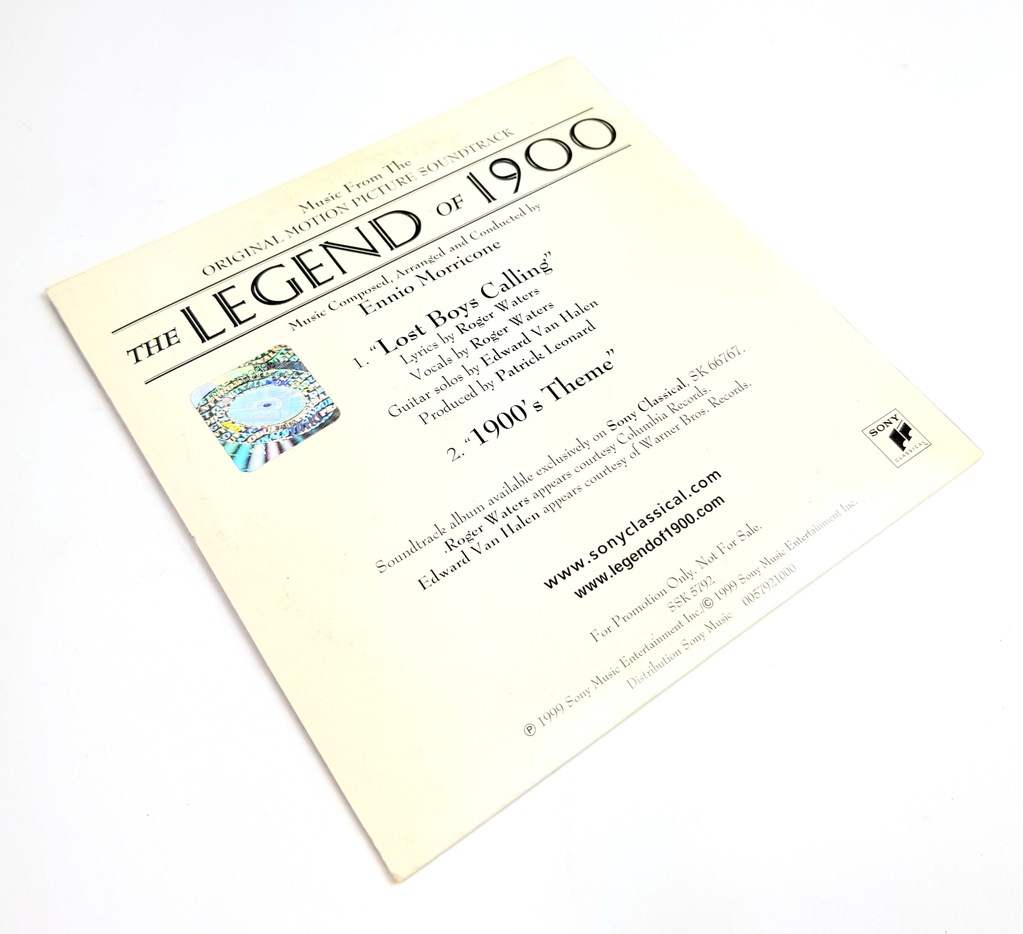 Music From The
ORIGINAL MOTION PICTURE SOUNDTRACK
THE LEGEND OF 1900
Music Composed, Arranged and Conducted by
Ennio Morricone
1. "Lost Boys Calling"
Lyrics by Roger Waters
Vocals by Roger Waters
Guitar solos by Edward Van Halen
Produced by Patrick Leonard
2. "1900's Theme"
Soundtrack album available exclusively on Sony Classical, SK 66767.
Roger Waters appears courtesy Columbia Records.
Edward Van Halen appears courtesy of Warner Bros. Records.
www.sonyclassical.com
www.legendof1900.com
SONY
CLASSICAL
For Promotion Only. Not For Sale.
SSK 5792
℗ 1999 Sony Music Entertainment Inc./© 1999 Sony Music Entertainment Inc.
Distribution Sony Music 0057921000